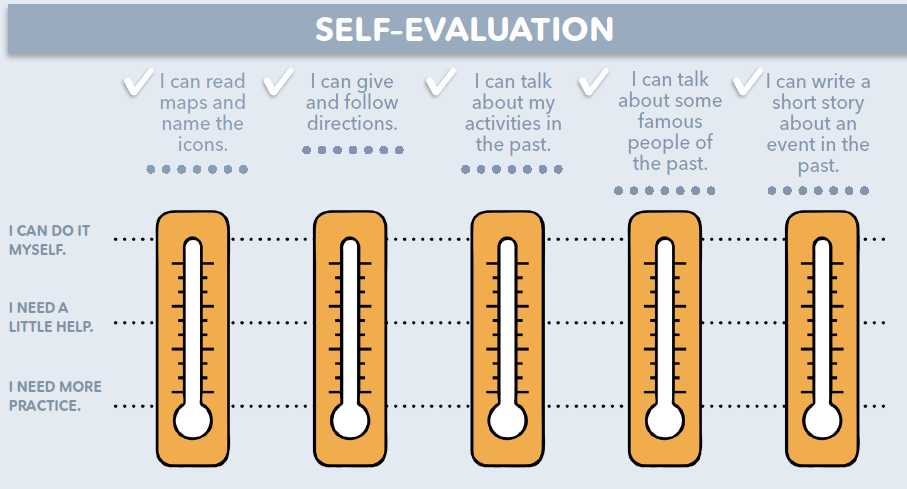 SELF-EVALUATION
I can read
maps and
name the
icons.
I can give
and follow
directions.
I can talk
about my
activities in
the past.
I can talk
about some
famous
people of
the past.
I can write a
short story
about an
event in the
past.
I CAN DO IT
MYSELF.
I NEED A
LITTLE HELP.
I NEED MORE
PRACTICE.